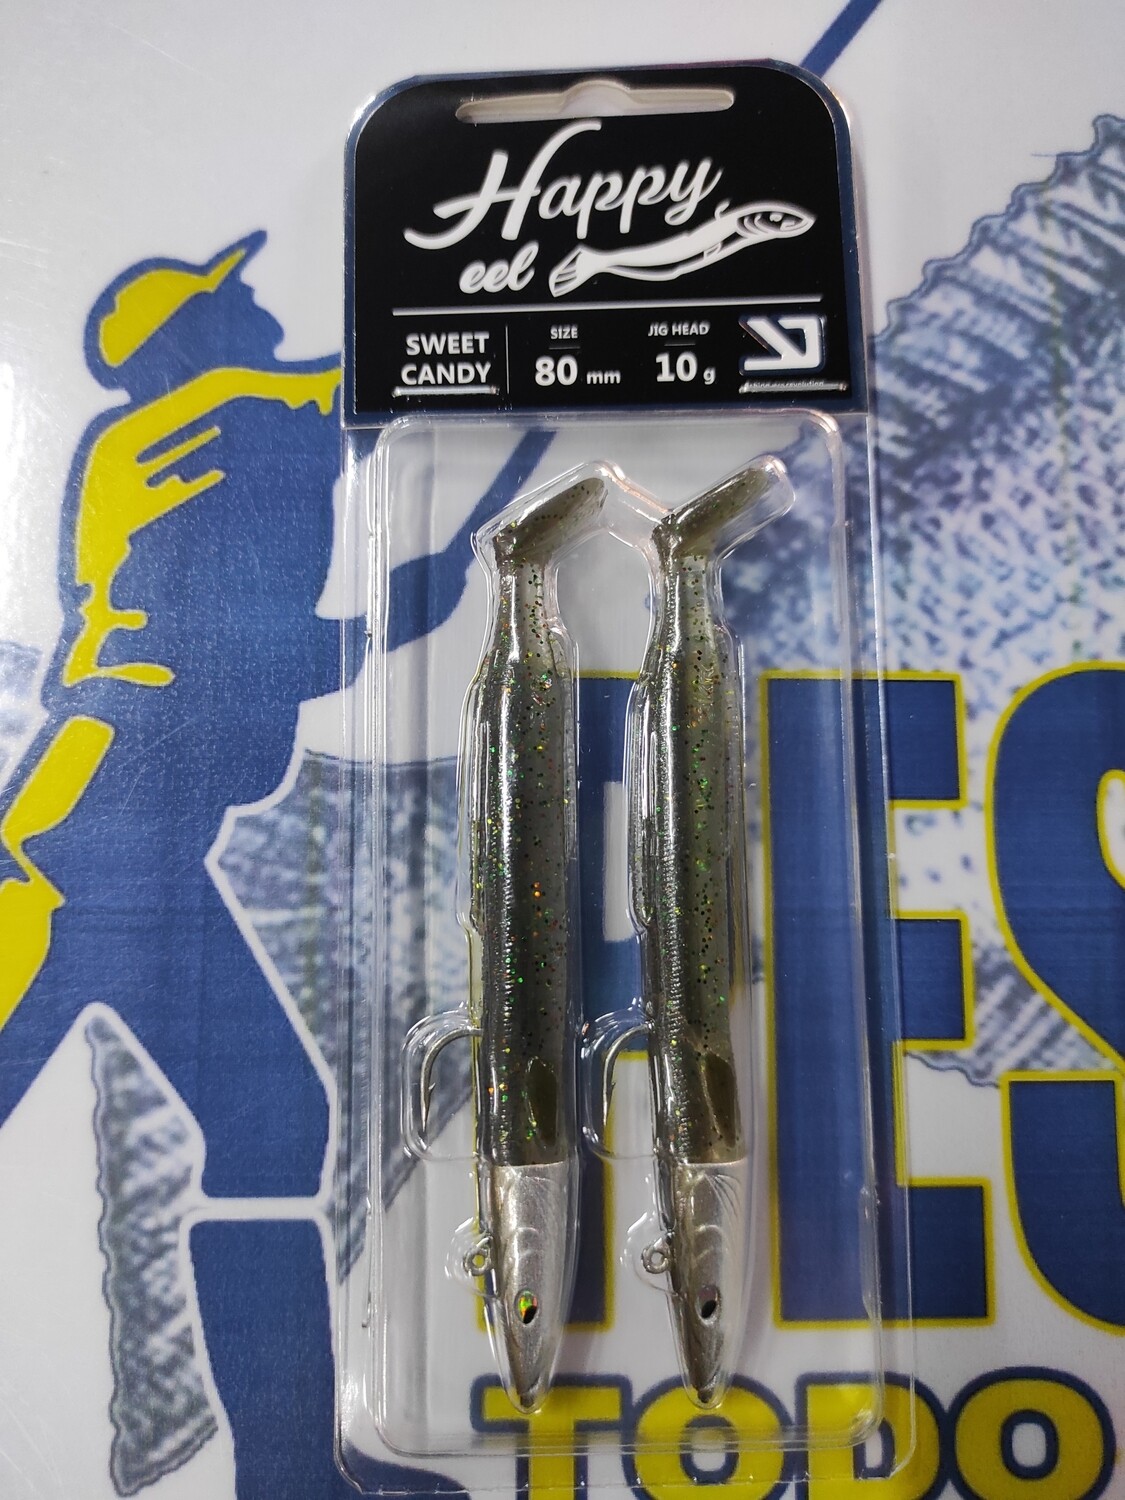 Happy
eel
SWEET
CANDY
SIZE
80 mm
JIG HEAD
10 g
TODO